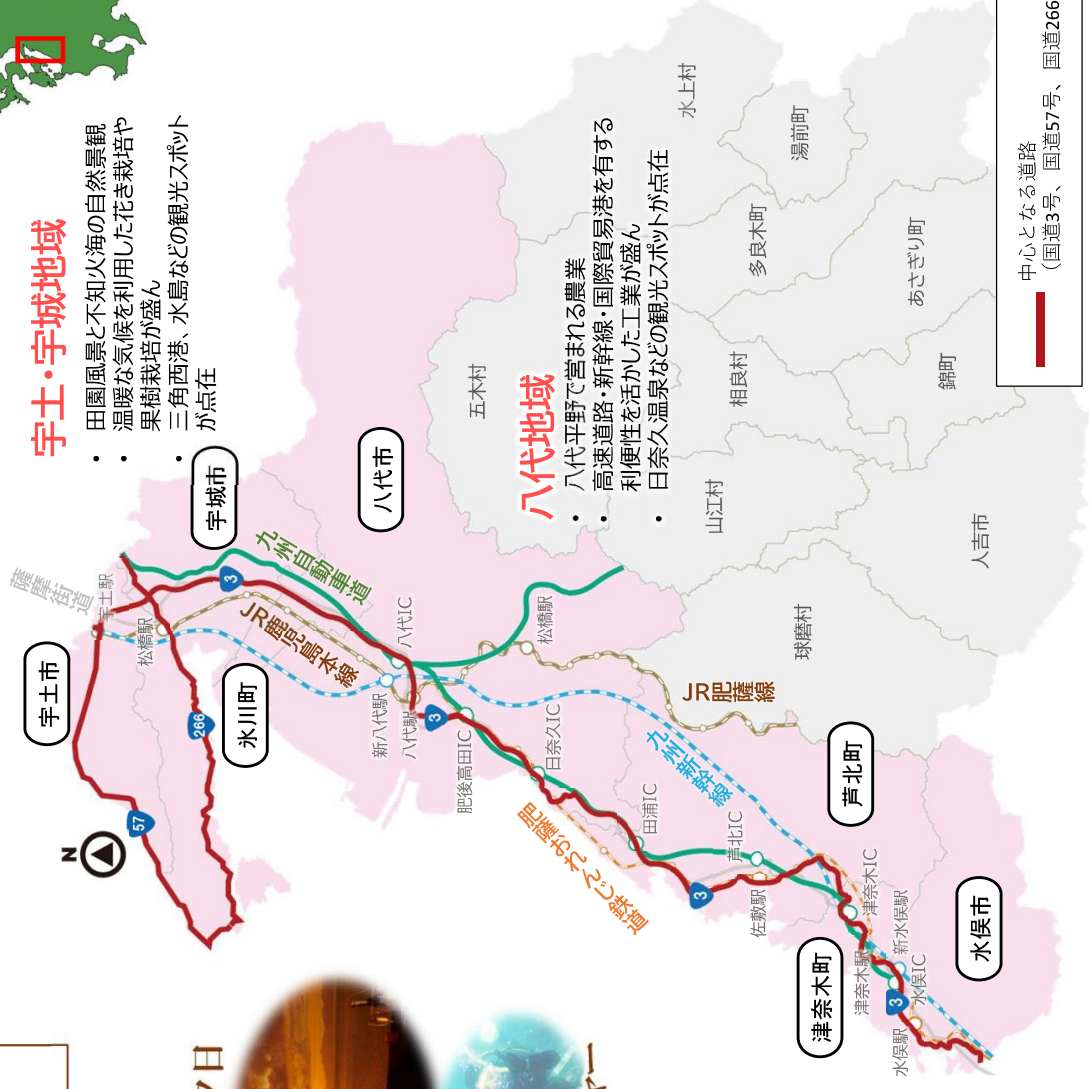 宇土・宇城地域
・ 田園風景と不知火海の自然景観
・ 温暖な気候を利用した花き栽培や
果樹栽培が盛ん
・ 三角西港、水島などの観光スポット
が点在
八代地域
・ 八代平野で営まれる農業
・ 高速道路・新幹線・国際貿易港を有する
利便性を活かした工業が盛ん
・ 日奈久温泉などの観光スポットが点在
中心となる道路
(国道3号、国道57号、国道266
水上村
湯前町
多良木町
あさぎり町
五木村
相良村
錦町
山江村
人吉市
球磨村
宇城市
八代市
宇土市
氷川町
芦北町
津奈木町
水俣市
薩摩街道
宇土駅
松橋駅
3
九州自動車道
JR鹿児島本線
八代IC
松橋駅
266
新八代駅
八代駅
3
肥後高田IC
日奈久IC
JR肥薩線
九州新幹線
57
N
肥薩おれんじ鉄道
田浦IC
芦北IC
3
佐敷駅
津奈木IC
津奈木駅
新水俣駅
水俣IC
3
水俣駅
日